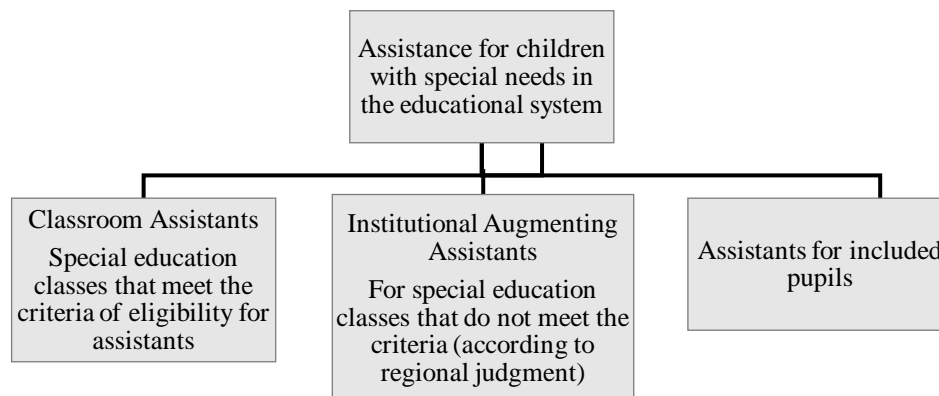 Assistance for children
with special needs in
the educational system
Classroom Assistants
Special education
classes that meet the
criteria of eligibility for
assistants
Institutional Augmenting
Assistants
For special education
classes that do not meet the
criteria (according to
regional judgment)
Assistants for included
pupils